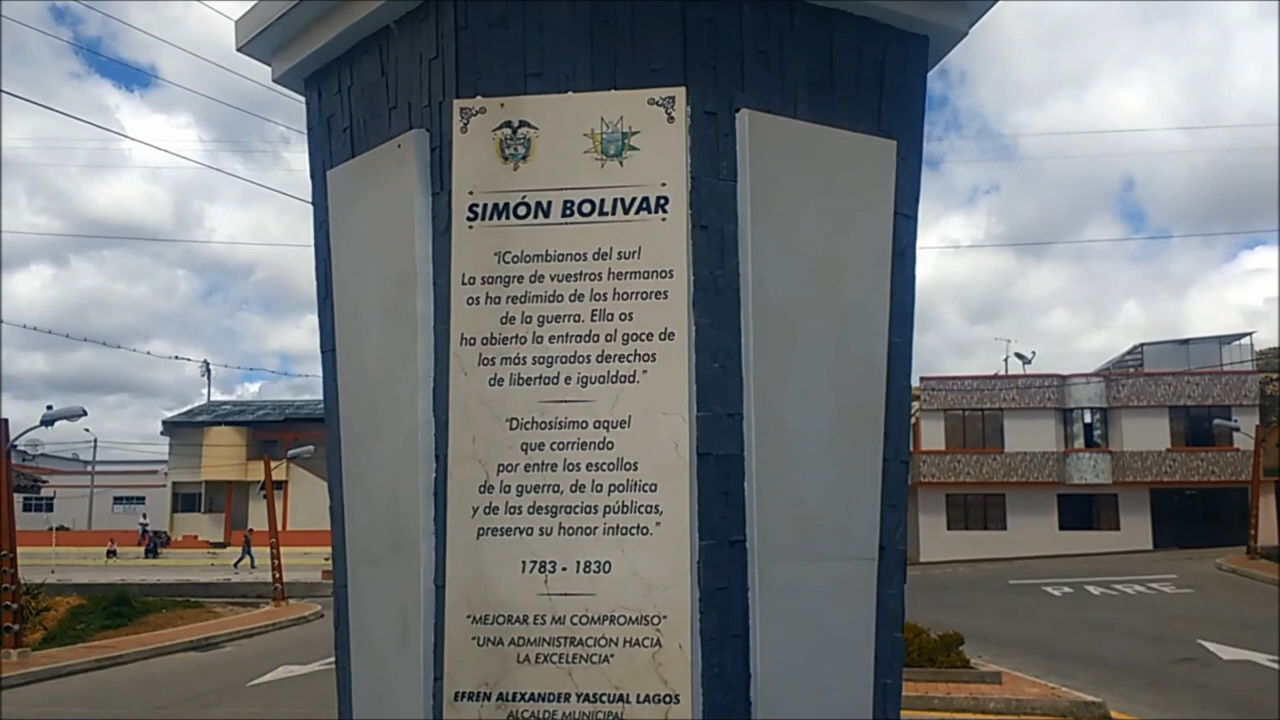 SIMÓN BOLIVAR
"¡Colombianos del sur!
La sangre de vuestros hermanos
os ha redimido de los horrores
de la guerra. Ella os
ha abierto la entrada al goce de
los más sagrados derechos
de libertad e igualdad."
"Dichosísimo aquel
que corriendo
por entre los escollos
de la guerra, de la política
y de las desgracias públicas,
preserva su honor intacto."
1783 - 1830
"MEJORAR ES MI COMPROMISO"
"UNA ADMINISTRACIÓN HACIA
LA EXCELENCIA"
EFREN ALEXANDER YASCUAL LAGOS
ALCALDE MUNICIPAL
PARE